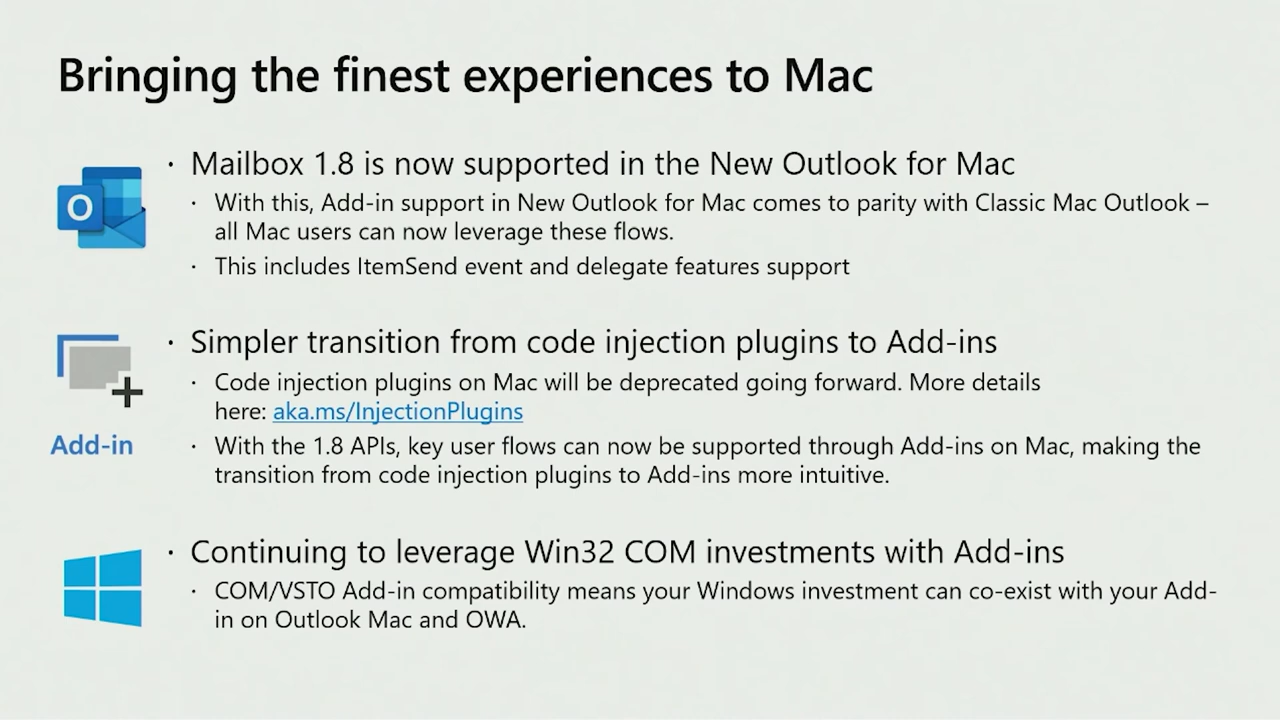 Bringing the finest experiences to Mac
· Mailbox 1.8 is now supported in the New Outlook for Mac
· With this, Add-in support in New Outlook for Mac comes to parity with Classic Mac Outlook –
all Mac users can now leverage these flows.
· This includes ItemSend event and delegate features support
O
· Simpler transition from code injection plugins to Add-ins
· Code injection plugins on Mac will be deprecated going forward. More details
here: aka.ms/InjectionPlugins
Add-in
· With the 1.8 APIs, key user flows can now be supported through Add-ins on Mac, making the
transition from code injection plugins to Add-ins more intuitive.
· Continuing to leverage Win32 COM investments with Add-ins
· COM/VSTO Add-in compatibility means your Windows investment can co-exist with your Add-
in on Outlook Mac and OWA.